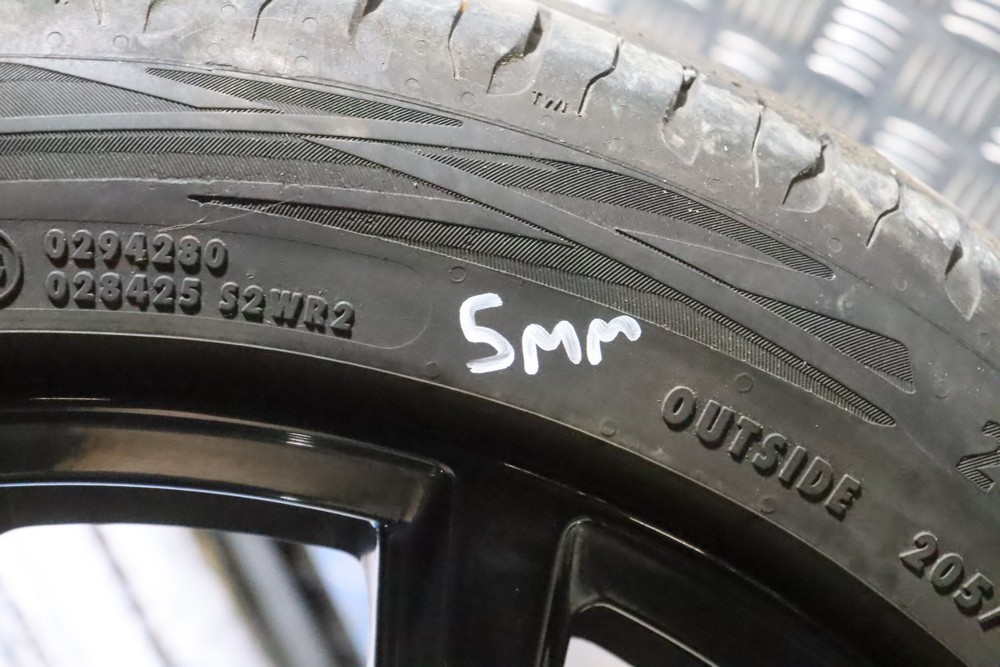 TWI
0294280
028425 S2WR2
5mm
OUTSIDE
205/